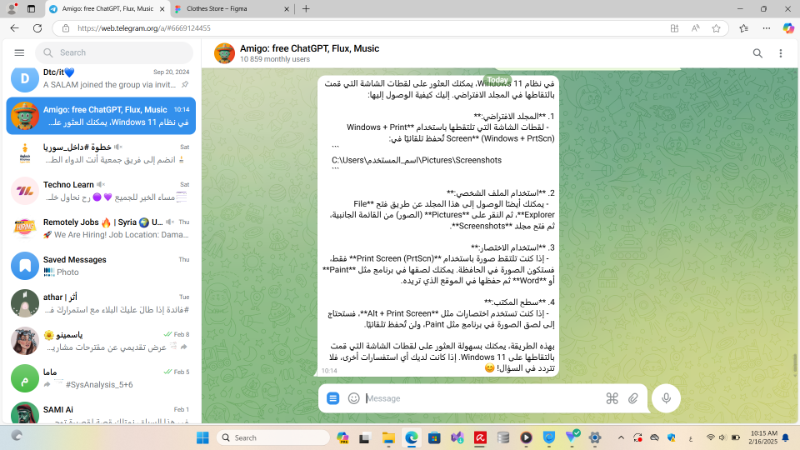 Amigo: free ChatGPT, Flux, Music
Clothes Store – Figma
https://web.telegram.org/a/#6669124455
Search
Dtc/it💙
Sep 20, 2024
A SALAM joined the group via invit...
Amigo: free ChatGPT, Flux, Music
10:14
في نظام Windows 11، يمكنك العثور على...
خطوة #داخل_سوريا
Sat
انضم إلى فريق جمعية أنت الدواء الط...
Techno Learn
Sat
مساء الخير للجميع 💜🟣 رح نحاول خل...
Remotely Jobs 🔥 | Syria 🌍 U...
Thu
🚀 We Are Hiring! Job Location: Dama...
Saved Messages
Thu
Photo
athar | أثر
Tue
#فائدة إذا طال عليك البلاء مع استمرارك ف...
ياسمينو 🌼
Feb 8
عرض تقديمي عن مقترحات مشاري...
ماما
Feb 5
#SysAnalysis_5+6
SAMI Ai
Feb 1
Amigo: free ChatGPT, Flux, Music
10 859 monthly users
Today
في نظام Windows 11، يمكنك العثور على لقطات الشاشة التي قمت
بالتقاطها في المجلد الافتراضي. إليك كيفية الوصول إليها:
1. **المجلد الافتراضي:**
- لقطات الشاشة التي تلتقطها باستخدام **Windows + Print
Screen** (Windows + PrtScn) تُحفظ تلقائيًا في:
```
C:\Users\اسم_المستخدم\Pictures\Screenshots
```
2. **استخدام الملف الشخصي:**
- يمكنك أيضًا الوصول إلى هذا المجلد عن طريق فتح **File
Explorer**، ثم النقر على **Pictures** (الصور) من القائمة الجانبية،
ثم فتح مجلد **Screenshots**.
3. **استخدام الاختصار:**
- إذا كنت تلتقط صورة باستخدام **Print Screen (PrtScn)** فقط،
فستكون الصورة في الحافظة. يمكنك لصقها في برنامج مثل **Paint**
أو **Word** ثم حفظها في الموقع الذي تريده.
4. **سطح المكتب:**
- إذا كنت تستخدم اختصارات مثل **Alt + Print Screen**، فستحتاج
إلى لصق الصورة في برنامج مثل Paint، ولن تُحفظ تلقائيًا.
بهذه الطريقة، يمكنك بسهولة العثور على لقطات الشاشة التي قمت
بالتقاطها على Windows 11. إذا كانت لديك أي استفسارات أخرى، فلا
تتردد في السؤال! 😊
10:14
Message
Search
ع
10:15 AM
2/16/2025